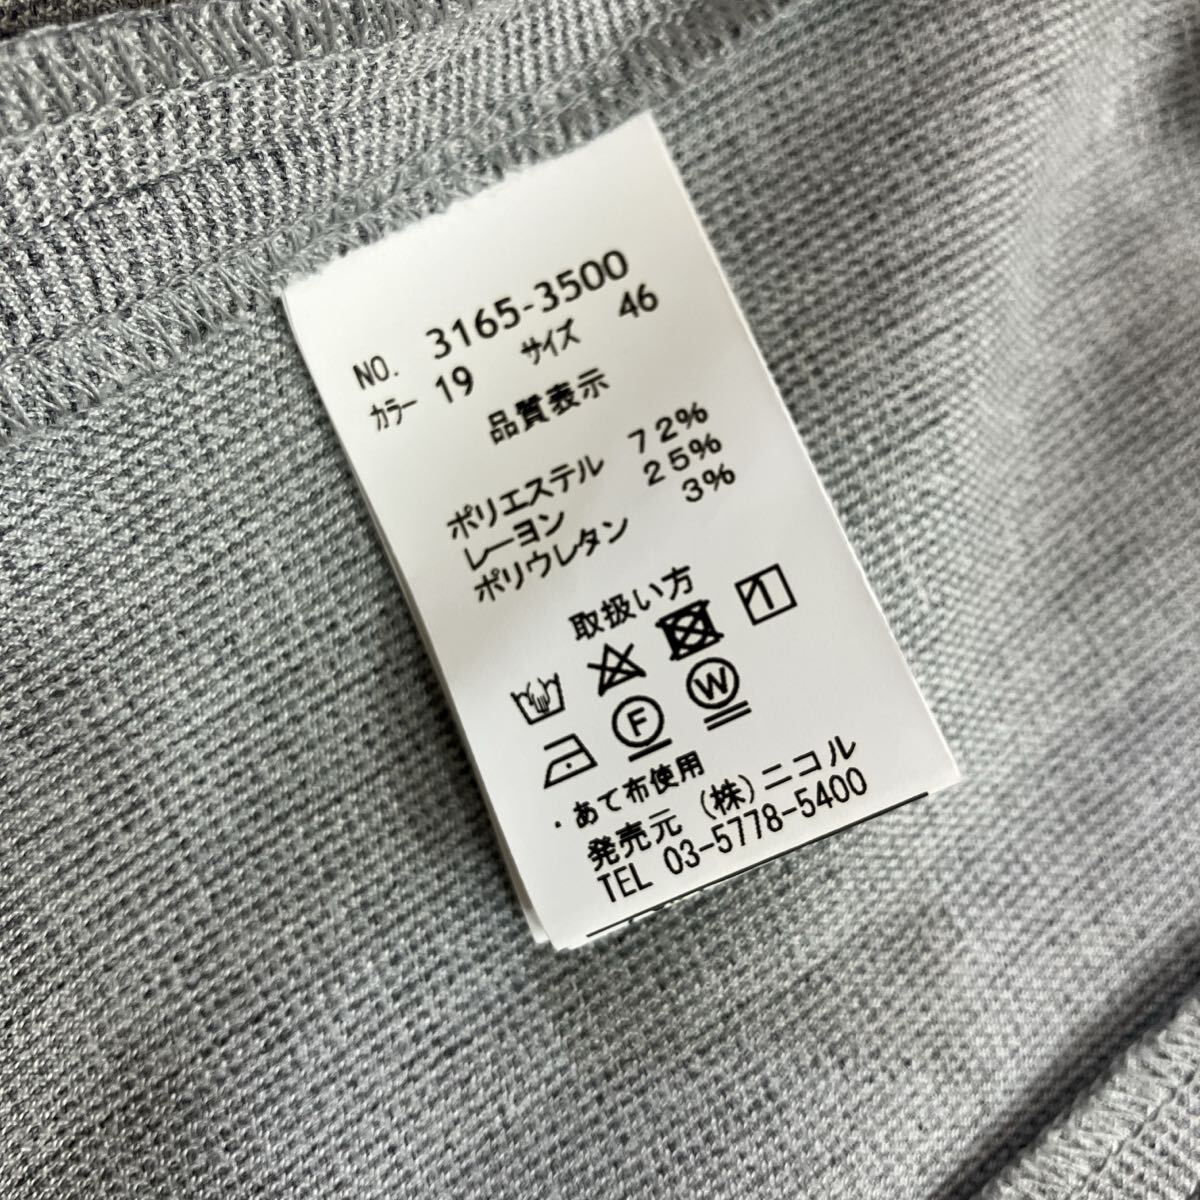 NO. 3165-3500
カラー 19 サイズ 46
品質表示
ポリエステル 72%
レーヨン 25%
ポリウレタン 3%
取扱い方
F W
・あて布使用
発売元 (株)ニコル
TEL 03-5778-5400